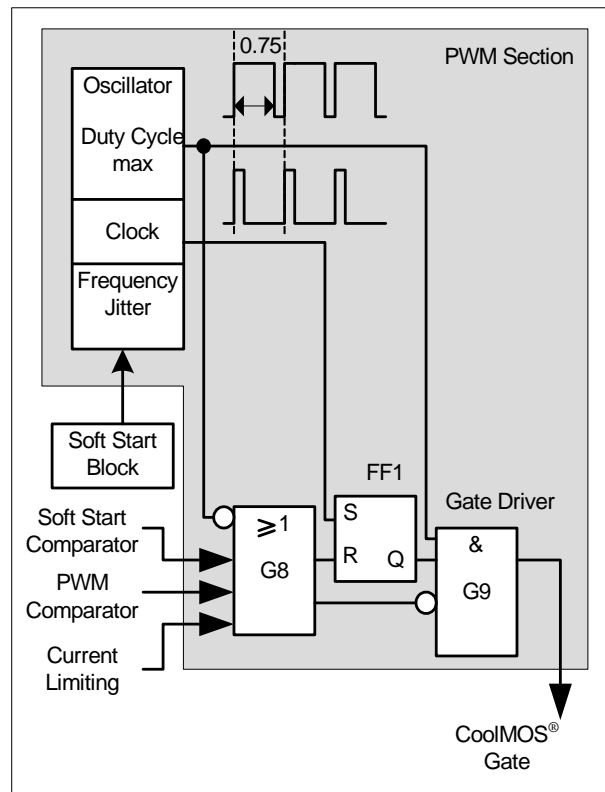 0.75
PWM Section
Oscillator
Duty Cycle
max
Clock
Frequency
Jitter
Soft Start
Block
FF1
Gate Driver
Soft Start
Comparator
PWM
Comparator
Current
Limiting
≥1
G8
S
R
Q
&
G9
CoolMOS®
Gate